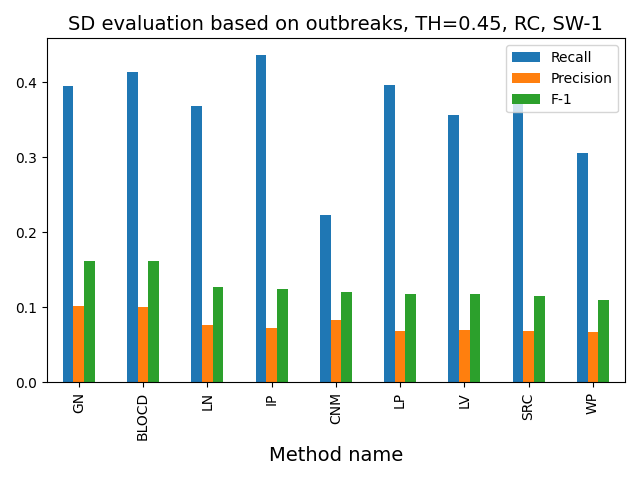 SD evaluation based on outbreaks, TH=0.45, RC, SW-1
Recall
Precision
F-1
0.4
0.3
0.2
0.1
0.0
GN
BLOCD
LN
IP
CNM
LP
LV
SRC
WP
Method name